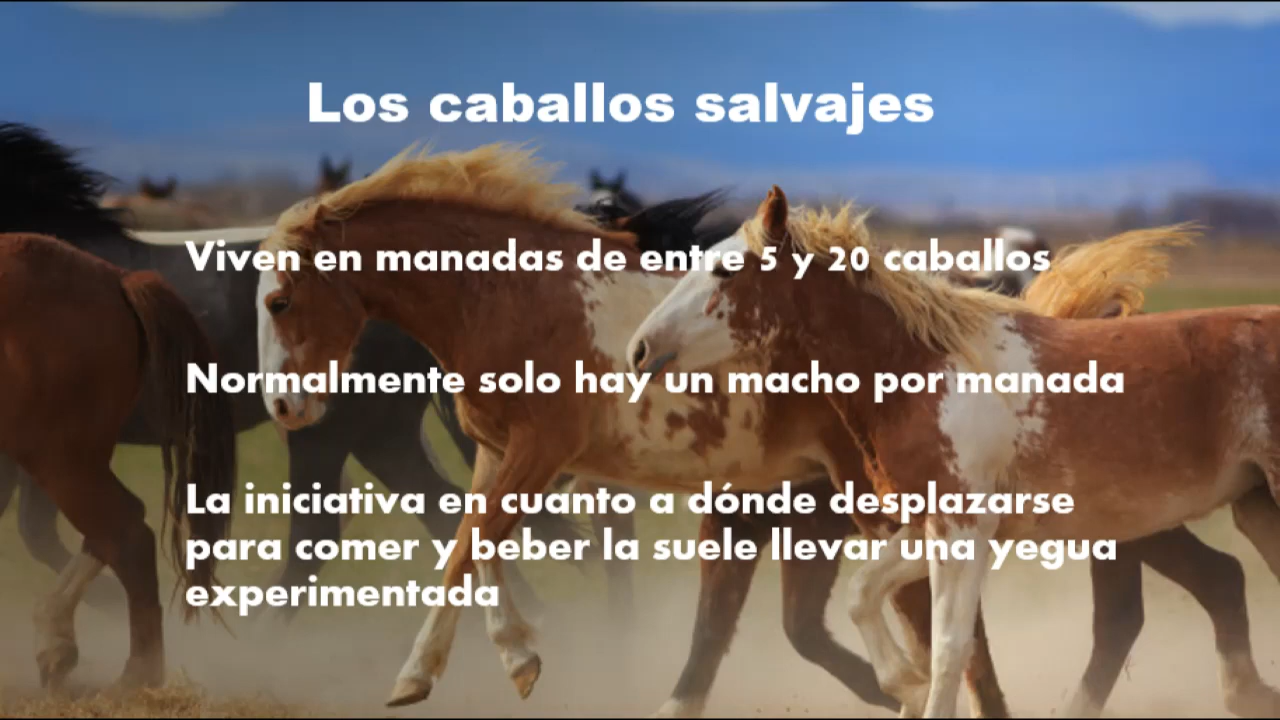 Los caballos salvajes
Viven en manadas de entre 5 y 20 caballos
Normalmente solo hay un macho por manada
La iniciativa en cuanto a dónde desplazarse
para comer y beber la suele llevar una yegua
experimentada